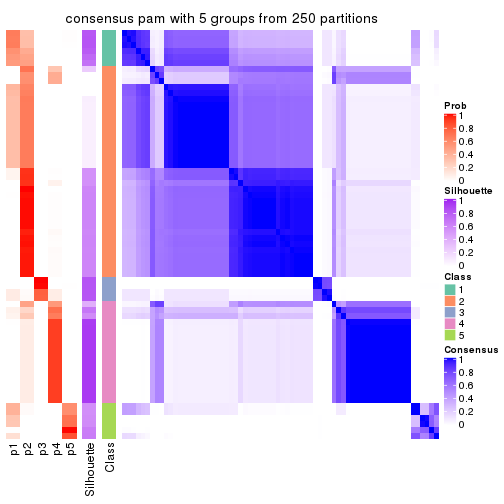 consensus pam with 5 groups from 250 partitions
Prob
1
0.8
0.6
0.4
0.2
0
Silhouette
1
0.8
0.6
0.4
0.2
0
Class
1
2
3
4
5
Consensus
1
0.8
0.6
0.4
0.2
0
p1
p2
p3
p4
p5
Silhouette
Class